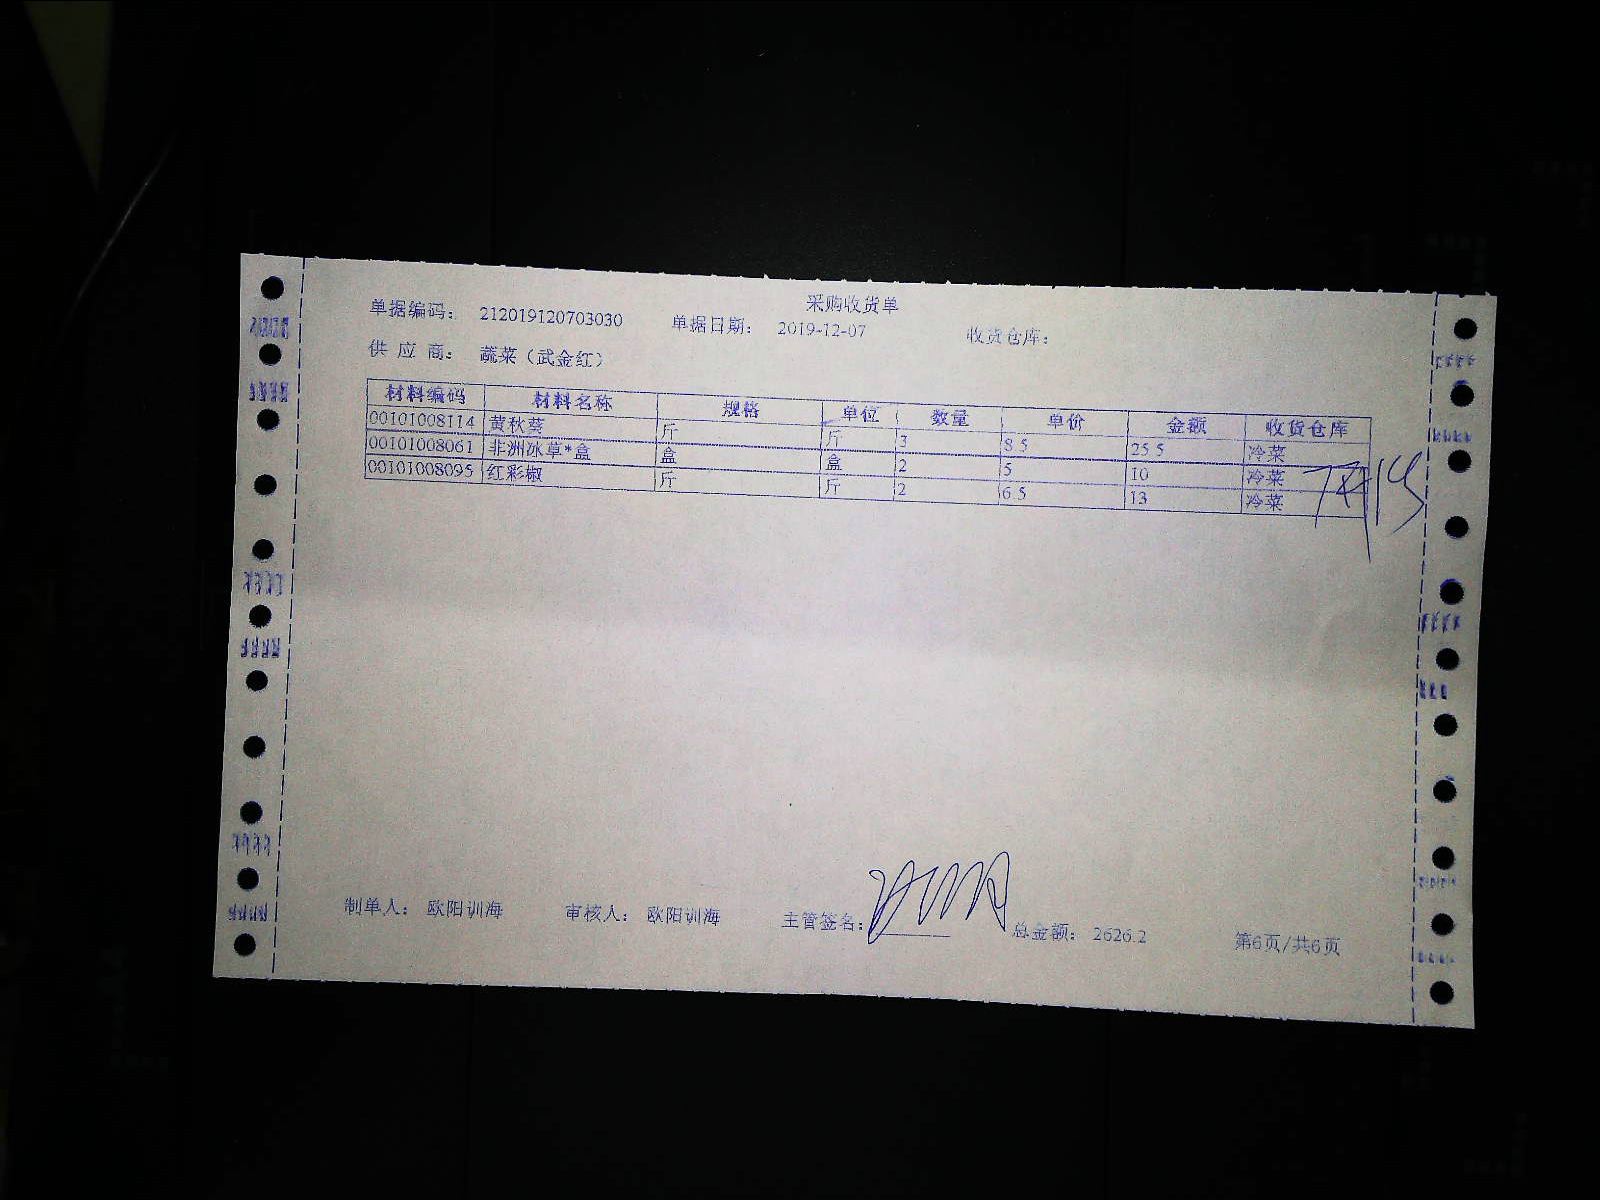 采购收货单
单据编码： 212019120703030 单据日期： 2019-12-07 收货仓库：
供 应 商： 蔬菜（武金红）
材料编码 材料名称 规格 单位 数量 单价 金额 收货仓库
00101008114 黄秋葵 斤 斤 3 8.5 25.5 冷菜
00101008061 非洲冰草*盒 盒 盒 2 5 10 冷菜
00101008095 红彩椒 斤 斤 2 6.5 13 冷菜
制单人： 欧阳训海 审核人： 欧阳训海 主管签名： 总金额： 2626.2 第6页/共6页